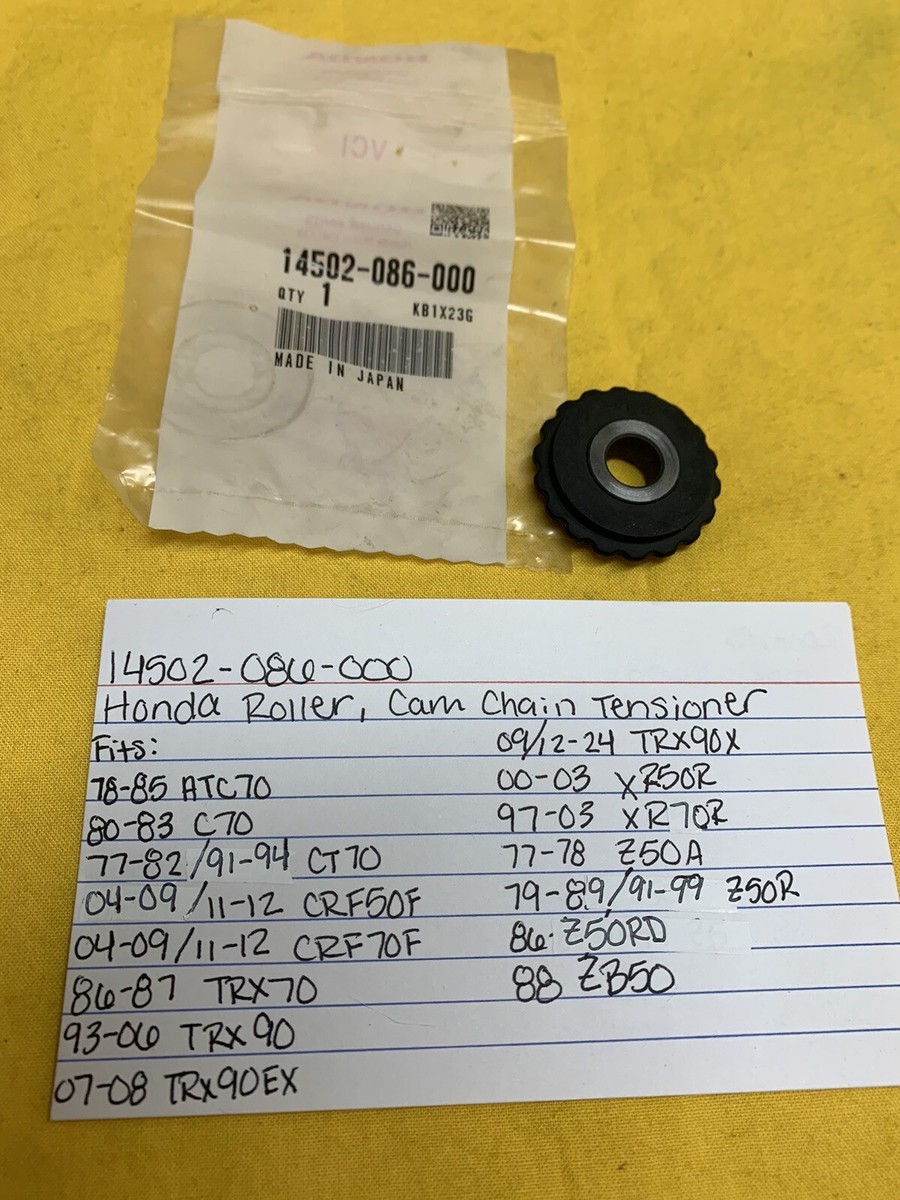 HONDA
VCI
14502-086-000
QTY 1
KB1X23G
MADE IN JAPAN
14502-086-000
Honda Roller, Cam Chain Tensioner
Fits:
78-85 ATC70
80-83 C70
77-82/91-94 CT70
04-09/11-12 CRF50F
04-09/11-12 CRF70F
86-87 TRX70
93-06 TRX90
07-08 TRX90EX
09/12-24 TRX90X
00-03 XR50R
97-03 XR70R
77-78 Z50A
79-89/91-99 Z50R
86 Z50RD
88 ZB50